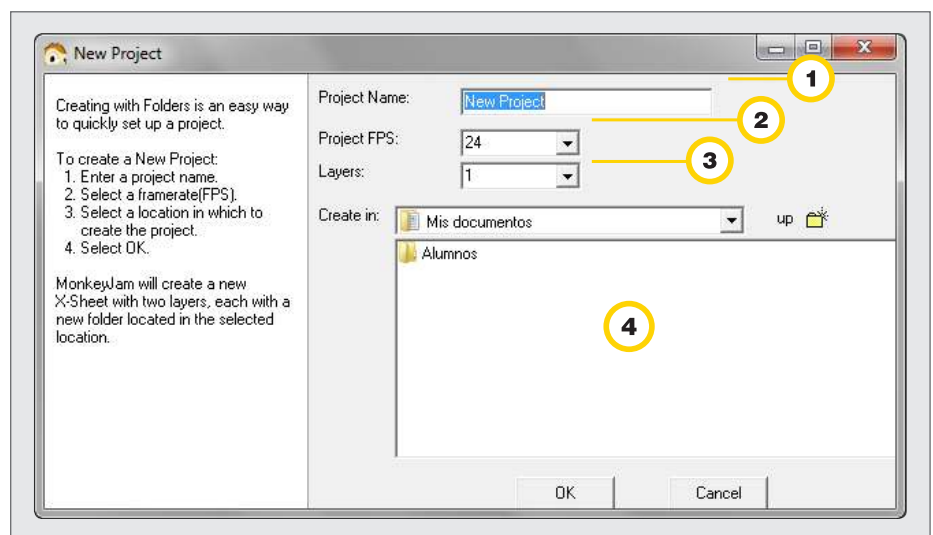 New Project
1
Creating with Folders is an easy way
to quickly set up a project.
To create a New Project:
1. Enter a project name.
2. Select a framerate(FPS).
3. Select a location in which to
create the project.
4. Select OK.
MonkeyJam will create a new
X-Sheet with two layers, each with a
new folder located in the selected
location.
Project Name: New Project
2
Project FPS: 24
3
Layers: 1
Create in: Mis documentos up
Alumnos
4
OK Cancel